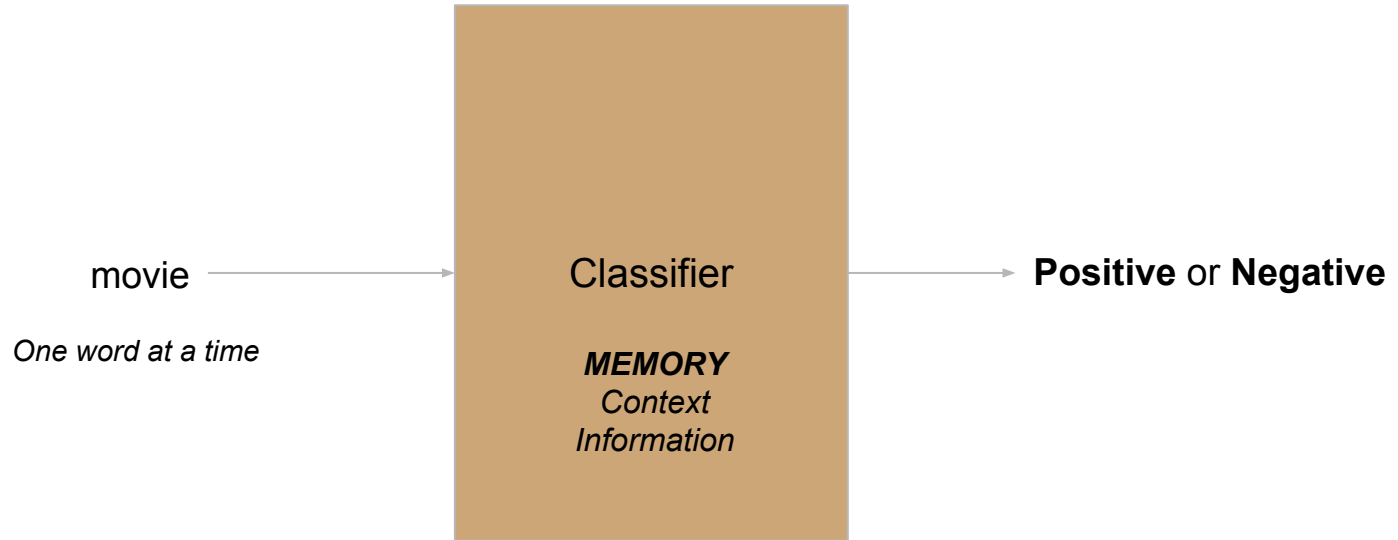 movie
One word at a time
Classifier
MEMORY
Context
Information
Positive or Negative